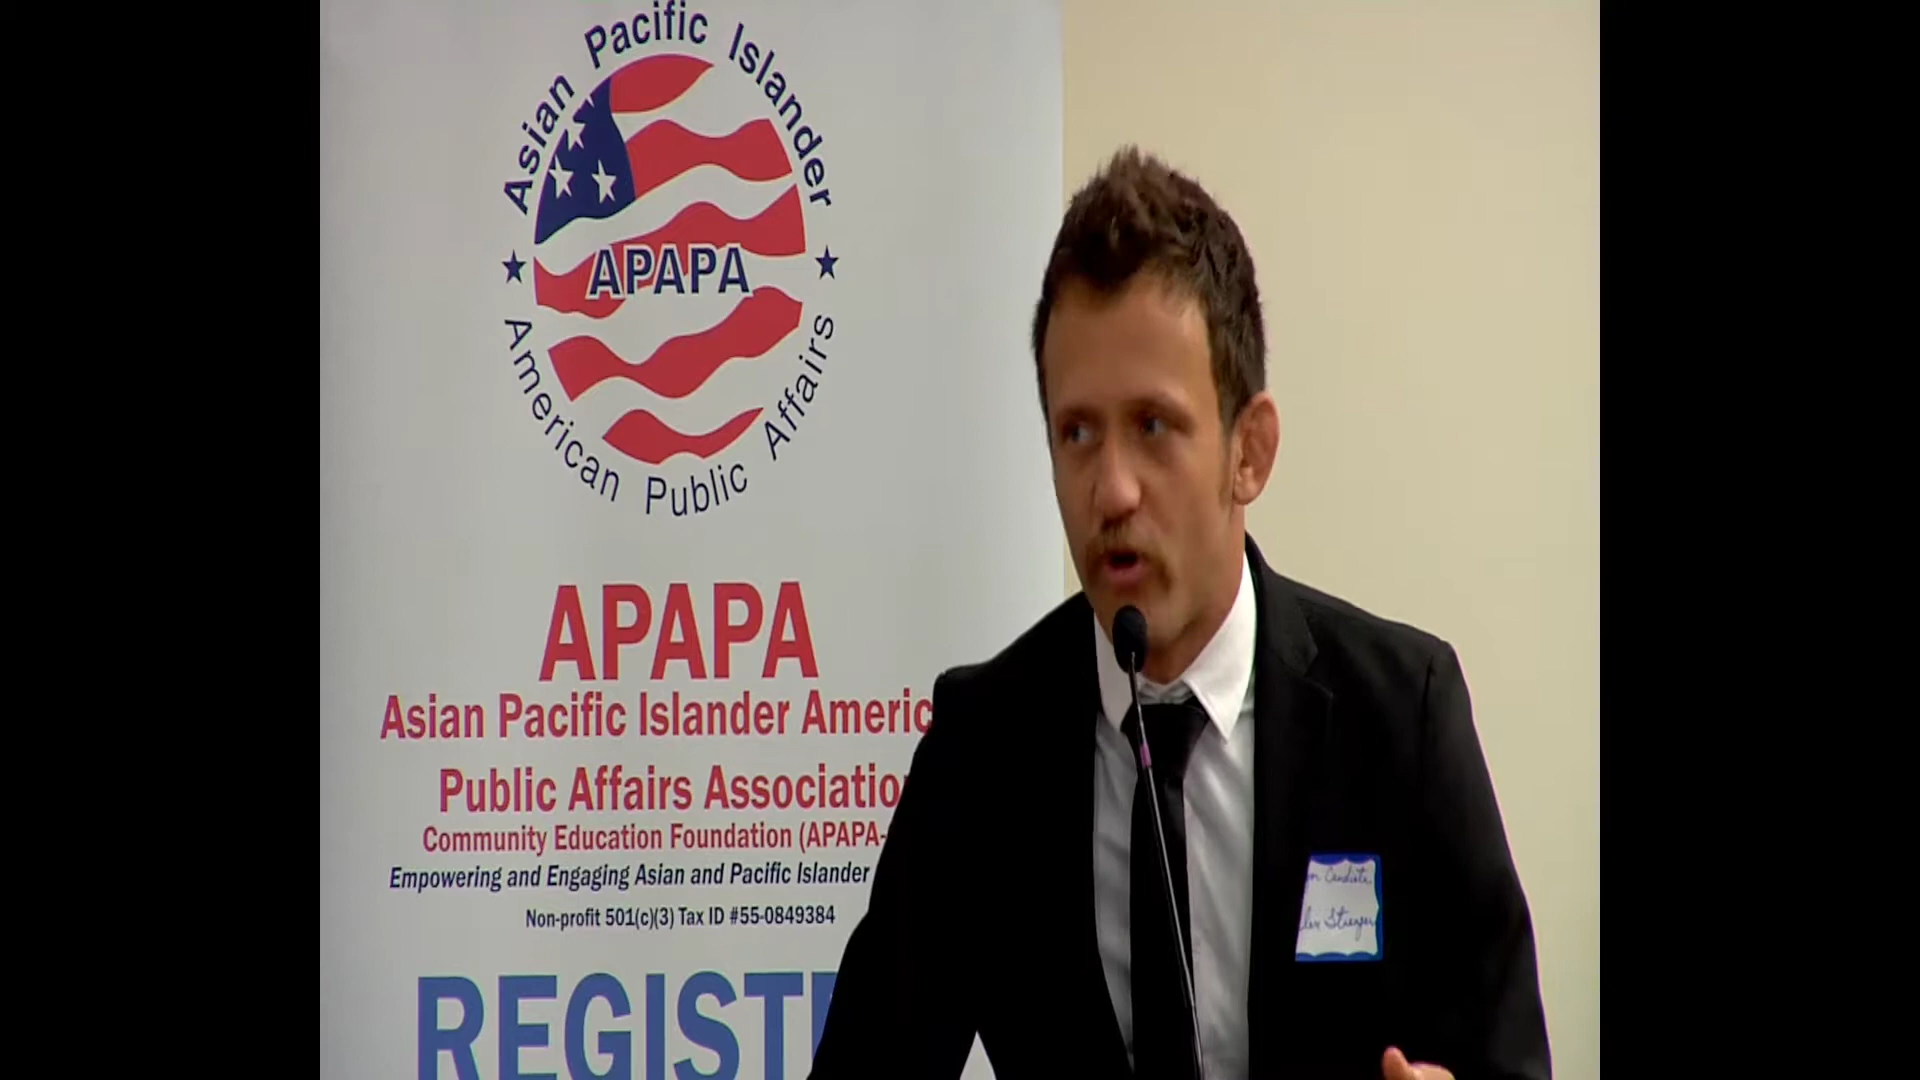 Asian Pacific Islander
APAPA
American Public Affairs
APAPA
Asian Pacific Islander Americ
Public Affairs Associatio
Community Education Foundation (APAPA-
Empowering and Engaging Asian and Pacific Islander
Non-profit 501(c)(3) Tax ID #55-0849384
REGIST